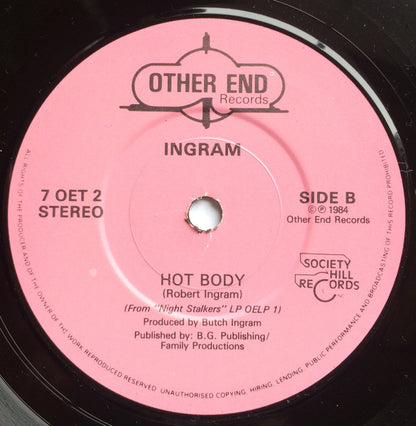 OTHER END
Records
INGRAM
7 OET 2
STEREO
SIDE B
© ℗ 1984
Other End Records
SOCIETY
HILL
RECORDS
INC
HOT BODY
(Robert Ingram)
(From "Night Stalkers" LP OELP 1)
Produced by Butch Ingram
Published by: B.G. Publishing/
Family Productions
ALL RIGHTS OF THE PRODUCER AND OF THE OWNER OF THE WORK REPRODUCED RESERVED. UNAUTHORISED COPYING, HIRING, LENDING, PUBLIC PERFORMANCE AND BROADCASTING OF THIS RECORD PROHIBITED